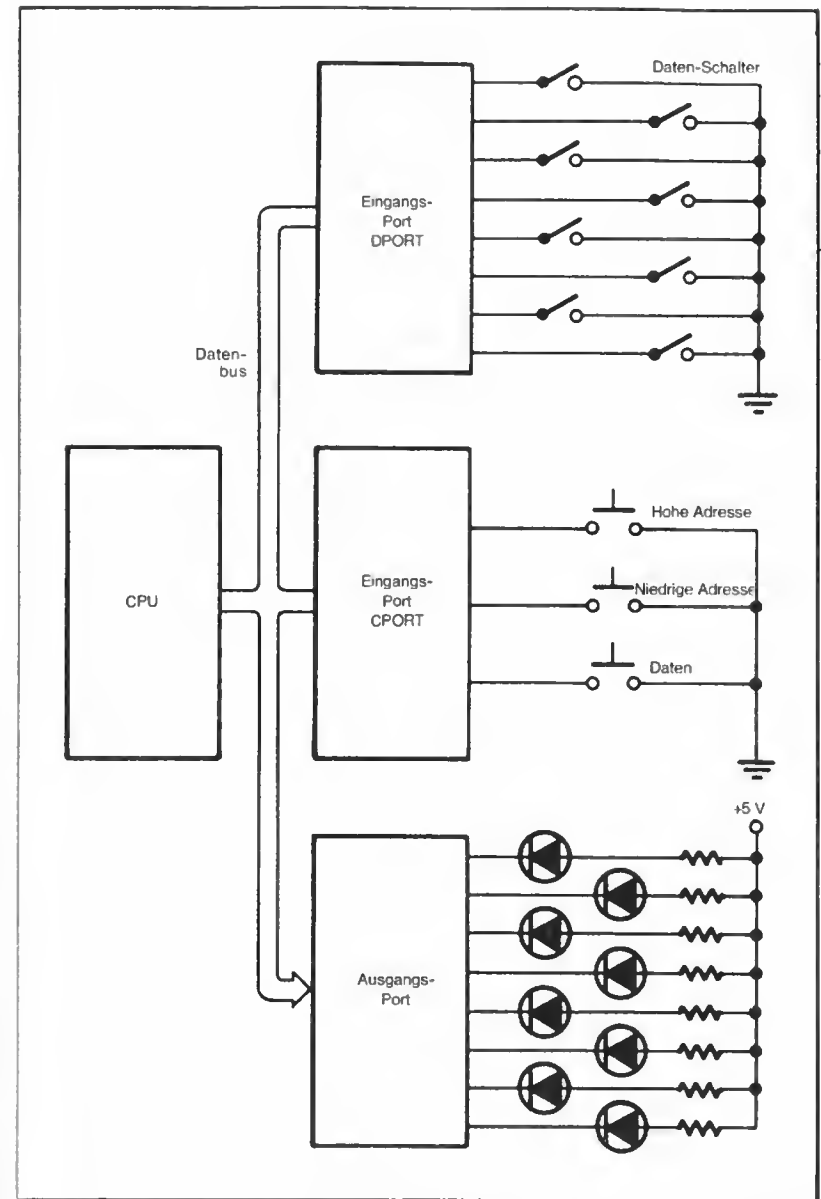 Daten-Schalter
Eingangs-
Port
DPORT
Daten-
bus
CPU
Eingangs-
Port
CPORT
Hohe Adresse
Niedrige Adresse
Daten
+5 V
Ausgangs-
Port